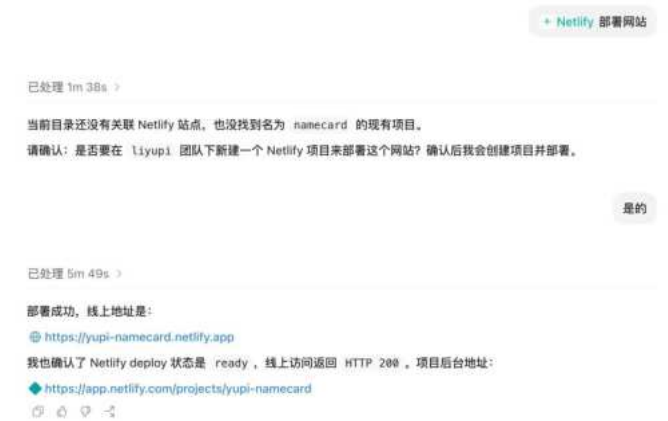 Netlify 部署网站
已处理 1m 38s >
当前目录还没有关联 Netlify 站点，也没找到名为 namecard 的现有项目。
请确认：是否要在 liyupi 团队下新建一个 Netlify 项目来部署这个网站？确认后我会创建项目并部署。
是的
已处理 5m 49s >
部署成功，线上地址是：
https://yupi-namecard.netlify.app
我也确认了 Netlify deploy 状态是 ready ，线上访问返回 HTTP 200 。项目后台地址：
https://app.netlify.com/projects/yupi-namecard